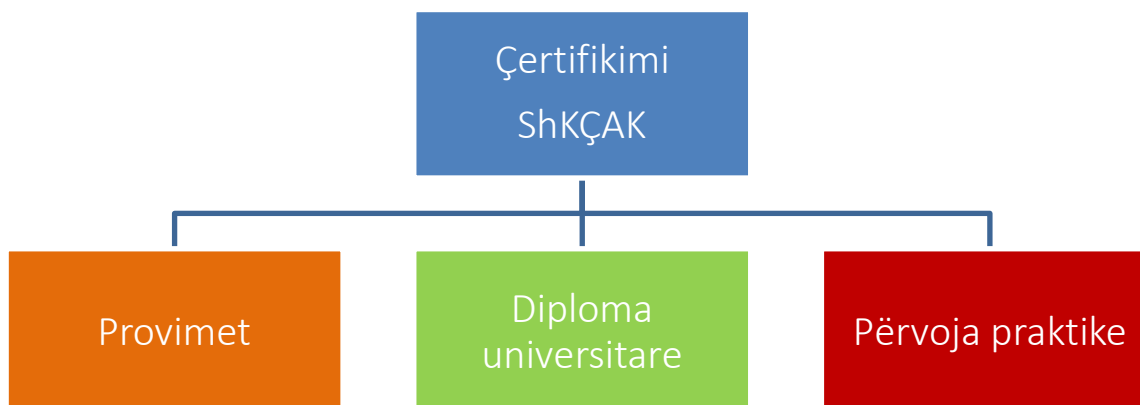 Çertifikimi
ShKÇAK
Provimet
Diploma
universitare
Përvoja praktike